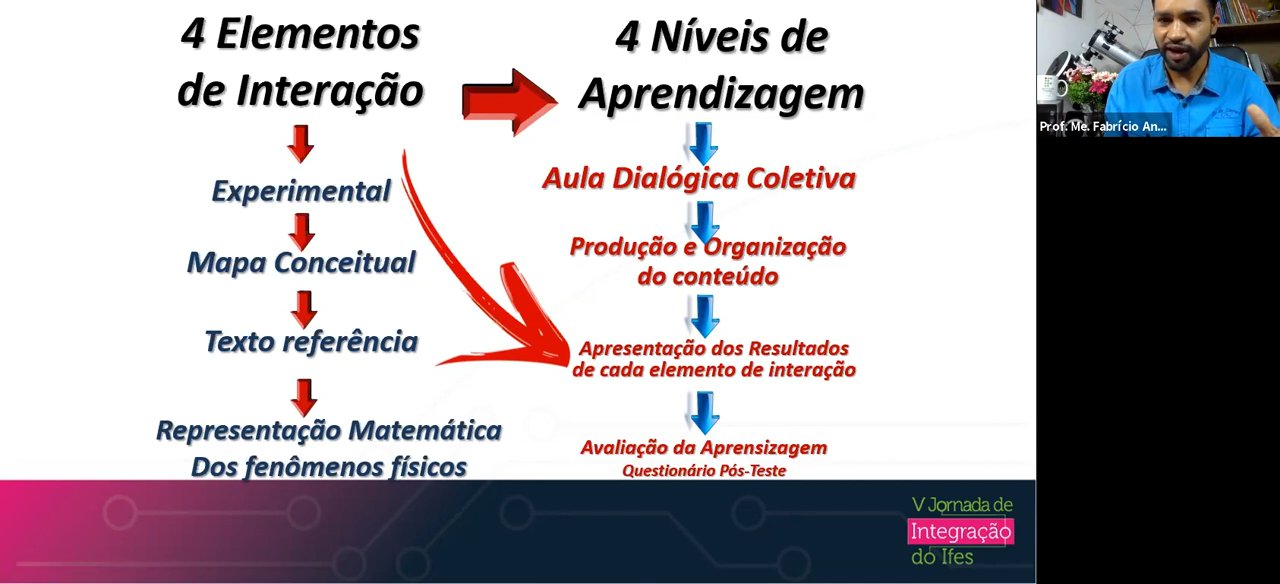 4 Elementos
de Interação
Experimental
Mapa Conceitual
Texto referência
Representação Matemática
Dos fenômenos físicos
4 Níveis de
Aprendizagem
Aula Dialógica Coletiva
Produção e Organização
do conteúdo
Apresentação dos Resultados
de cada elemento de interação
Avaliação da Aprensizagem
Questionário Pós-Teste
Prof. Me. Fabrício An...
V Jornada de
Integração
do Ifes